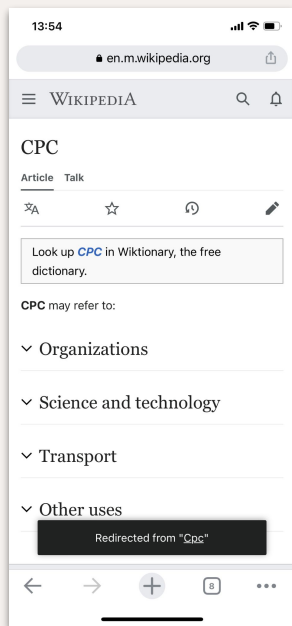 13:54
en.m.wikipedia.org
WIKIPEDIA
CPC
Article Talk
Look up CPC in Wiktionary, the free
dictionary.
CPC may refer to:
Organizations
Science and technology
Transport
Other uses
Redirected from "Cpc"
8